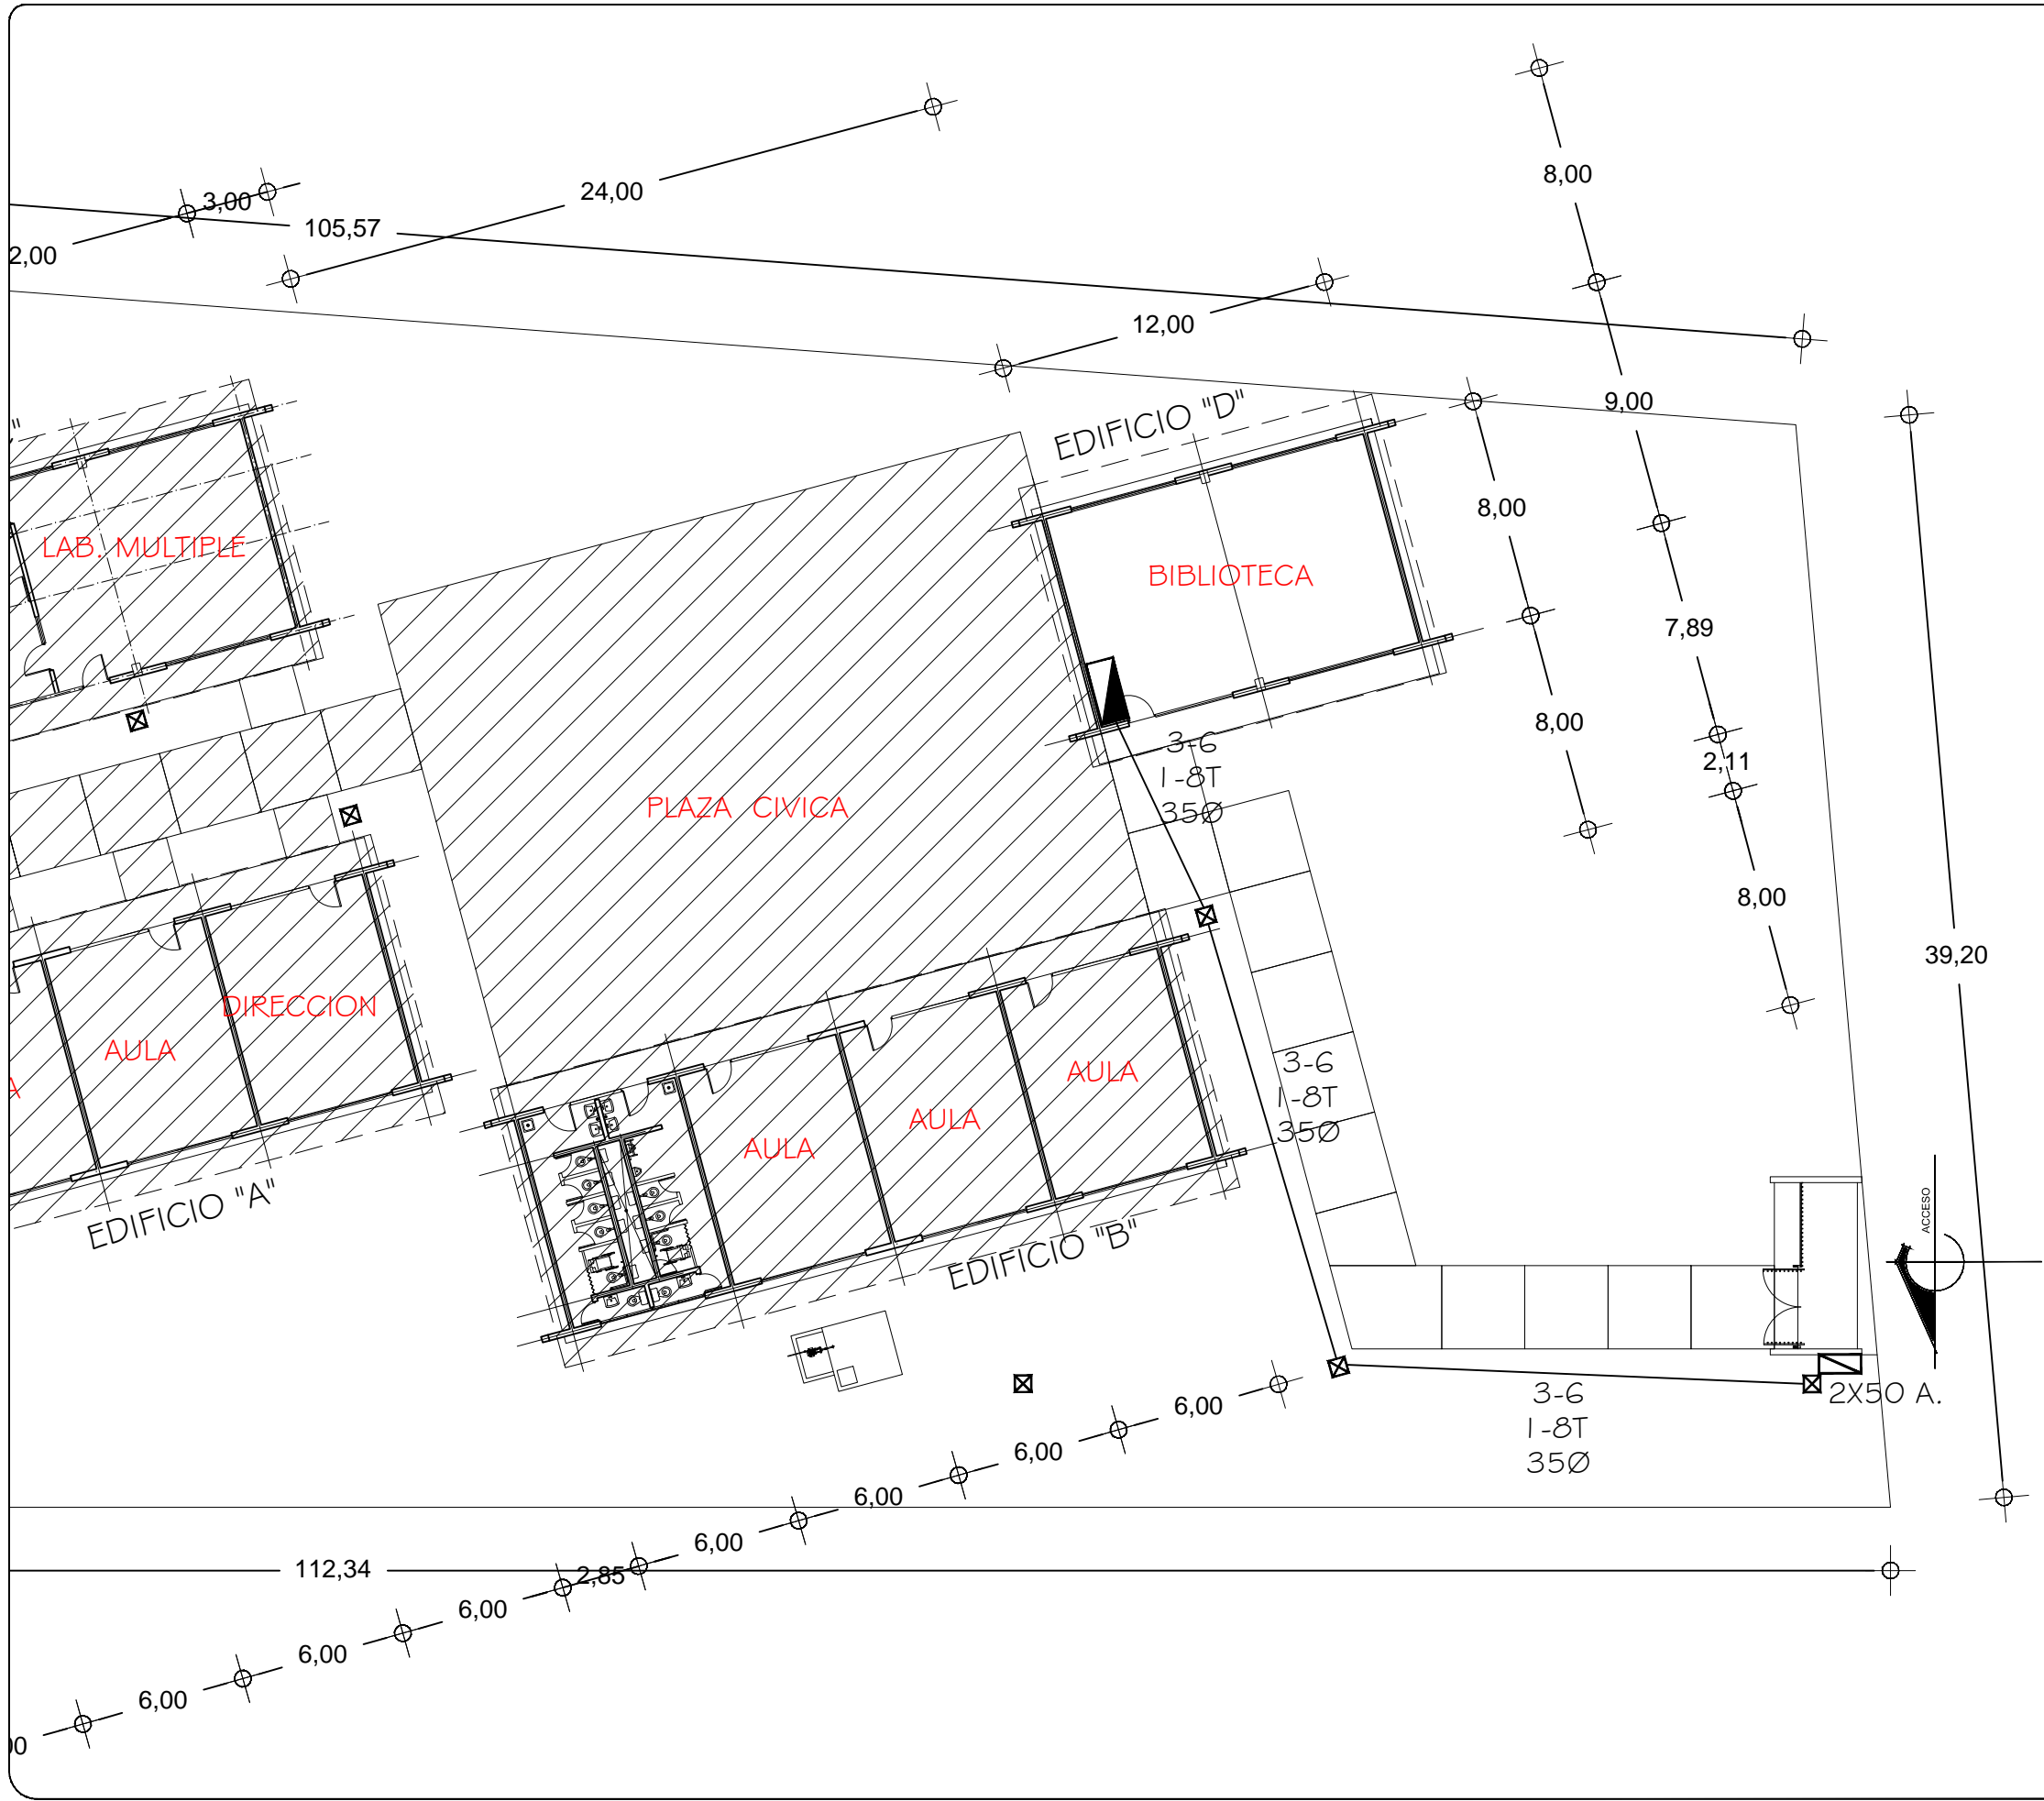 8,00
24,00
3,00
105,57
2,00
12,00
9,00
EDIFICIO "D"
8,00
LAB. MULTIPLE
BIBLIOTECA
7,89
8,00
3-6
1-8T
35Ø
2,11
PLAZA CIVICA
8,00
39,20
DIRECCION
AULA
A
3-6
1-8T
35Ø
AULA
AULA
AULA
EDIFICIO "A"
EDIFICIO "B"
ACCESO
3-6
1-8T
35Ø
2X50 A.
6,00
6,00
6,00
6,00
2,85
112,34
6,00
6,00
6,00